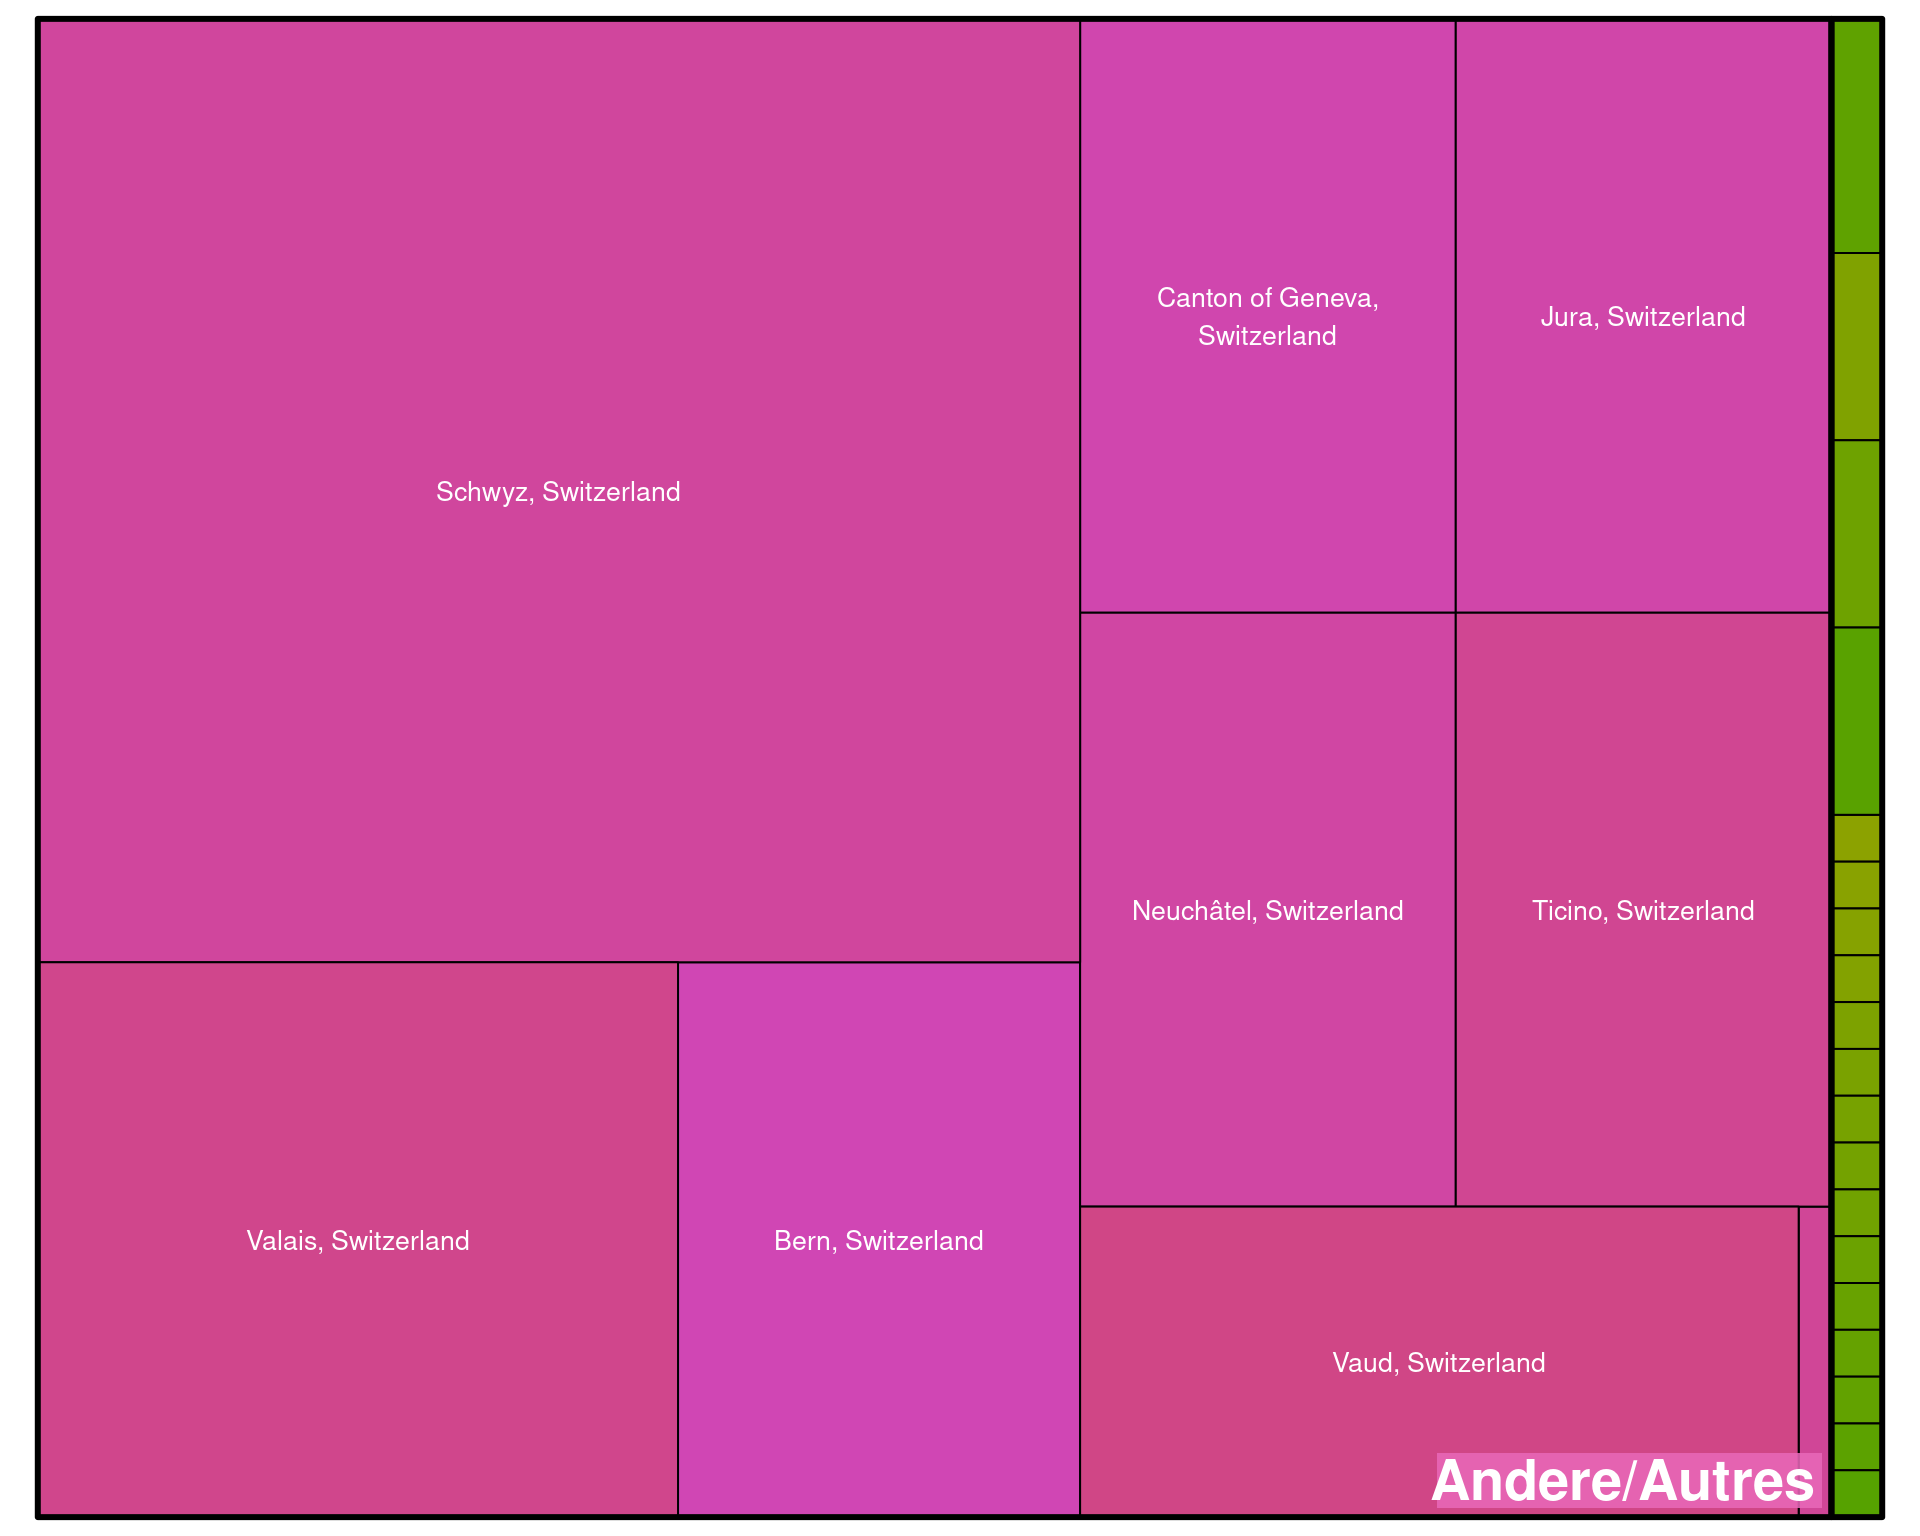 Canton of Geneva,
Switzerland
Jura, Switzerland
Schwyz, Switzerland
Neuchâtel, Switzerland
Ticino, Switzerland
Valais, Switzerland
Bern, Switzerland
Vaud, Switzerland
Andere/Autres